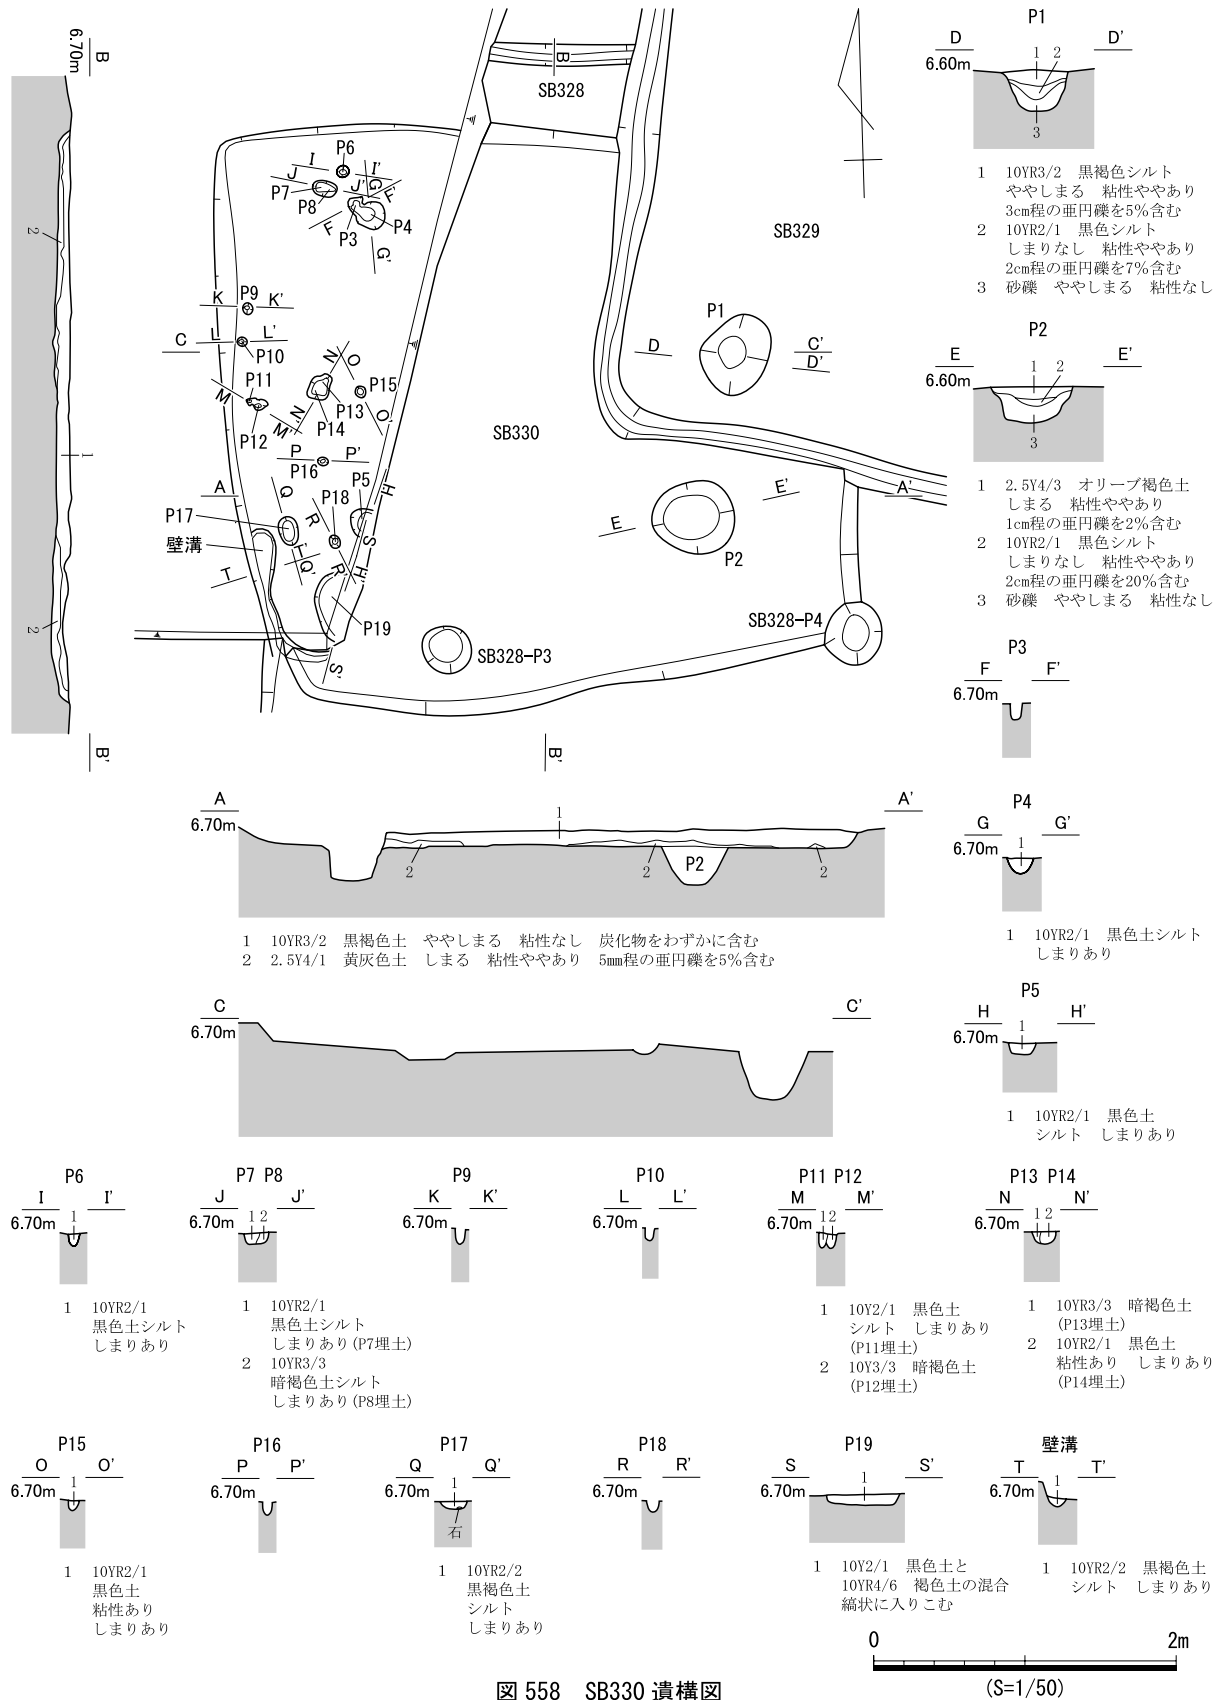 B
6.70m
2
1
2
B'
B
SB328
P6
I
I'
J
J'
G
F'
P7
P8
P3
P4
F
G'
SB329
K
P9
K'
C
L
L'
P10
P11
M
P12
M'
N
O
P15
P13
P14
N'
O'
P1
D
C'
D'
SB330
P
P'
P16
A
Q
P5
H
P18
R
P17
壁溝
T'
Q'
S
R'
H'
T
P19
S'
E'
A'
E
P2
SB328-P4
SB328-P3
B'
P1
D
D'
6.60m
1
2
3
1 10YR3/2 黒褐色シルト
ややしまる 粘性ややあり
3㎝程の亜円礫を5%含む
2 10YR2/1 黒色シルト
しまりなし 粘性ややあり
2㎝程の亜円礫を7%含む
3 砂礫 ややしまる 粘性なし
P2
E
E'
6.60m
1
2
3
1 2.5Y4/3 オリーブ褐色土
しまる 粘性ややあり
1㎝程の亜円礫を2%含む
2 10YR2/1 黒色シルト
しまりなし 粘性ややあり
2㎝程の亜円礫を20%含む
3 砂礫 ややしまる 粘性なし
P3
F
F'
6.70m
A
A'
6.70m
1
P2
2
2
2
1 10YR3/2 黒褐色土 ややしまる 粘性なし 炭化物をわずかに含む
2 2.5Y4/1 黄灰色土 しまる 粘性ややあり 5㎜程の亜円礫を5%含む
P4
G
G'
6.70m
1
1 10YR2/1 黒色土シルト
しまりあり
C
C'
6.70m
P5
H
H'
6.70m
1
1 10YR2/1 黒色土
シルト しまりあり
P6
I
I'
6.70m
1
1 10YR2/1
黒色土シルト
しまりあり
P7 P8
J
J'
6.70m
1 2
1 10YR2/1
黒色土シルト
しまりあり(P7埋土)
2 10YR3/3
暗褐色土シルト
しまりあり(P8埋土)
P9
K
K'
6.70m
P10
L
L'
6.70m
P11 P12
M
M'
6.70m
1 2
1 10Y2/1 黒色土
シルト しまりあり
(P11埋土)
2 10Y3/3 暗褐色土
(P12埋土)
P13 P14
N
N'
6.70m
1 2
1 10YR3/3 暗褐色土
(P13埋土)
2 10YR2/1 黒色土
粘性あり しまりあり
(P14埋土)
P15
O
O'
6.70m
1
1 10YR2/1
黒色土
粘性あり
しまりあり
P16
P
P'
6.70m
P17
Q
Q'
6.70m
1
石
1 10YR2/2
黒褐色土
シルト
しまりあり
P18
R
R'
6.70m
P19
S
S'
6.70m
1
1 10Y2/1 黒色土と
10YR4/6 褐色土の混合
縞状に入りこむ
壁溝
T
T'
6.70m
1
1 10YR2/2 黒褐色土
シルト しまりあり
0
2m
(S=1/50)
図 558 SB330 遺構図